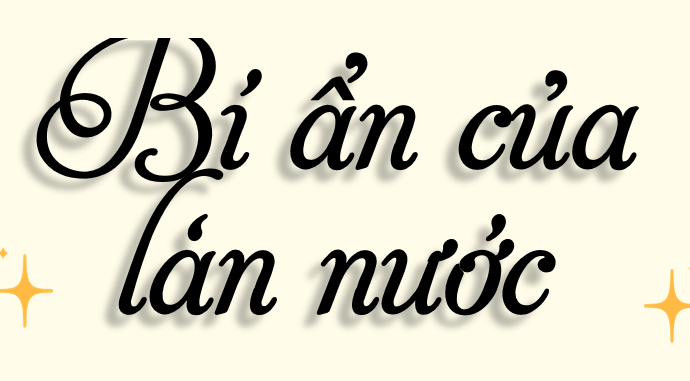 Bí ẩn của
lán nước